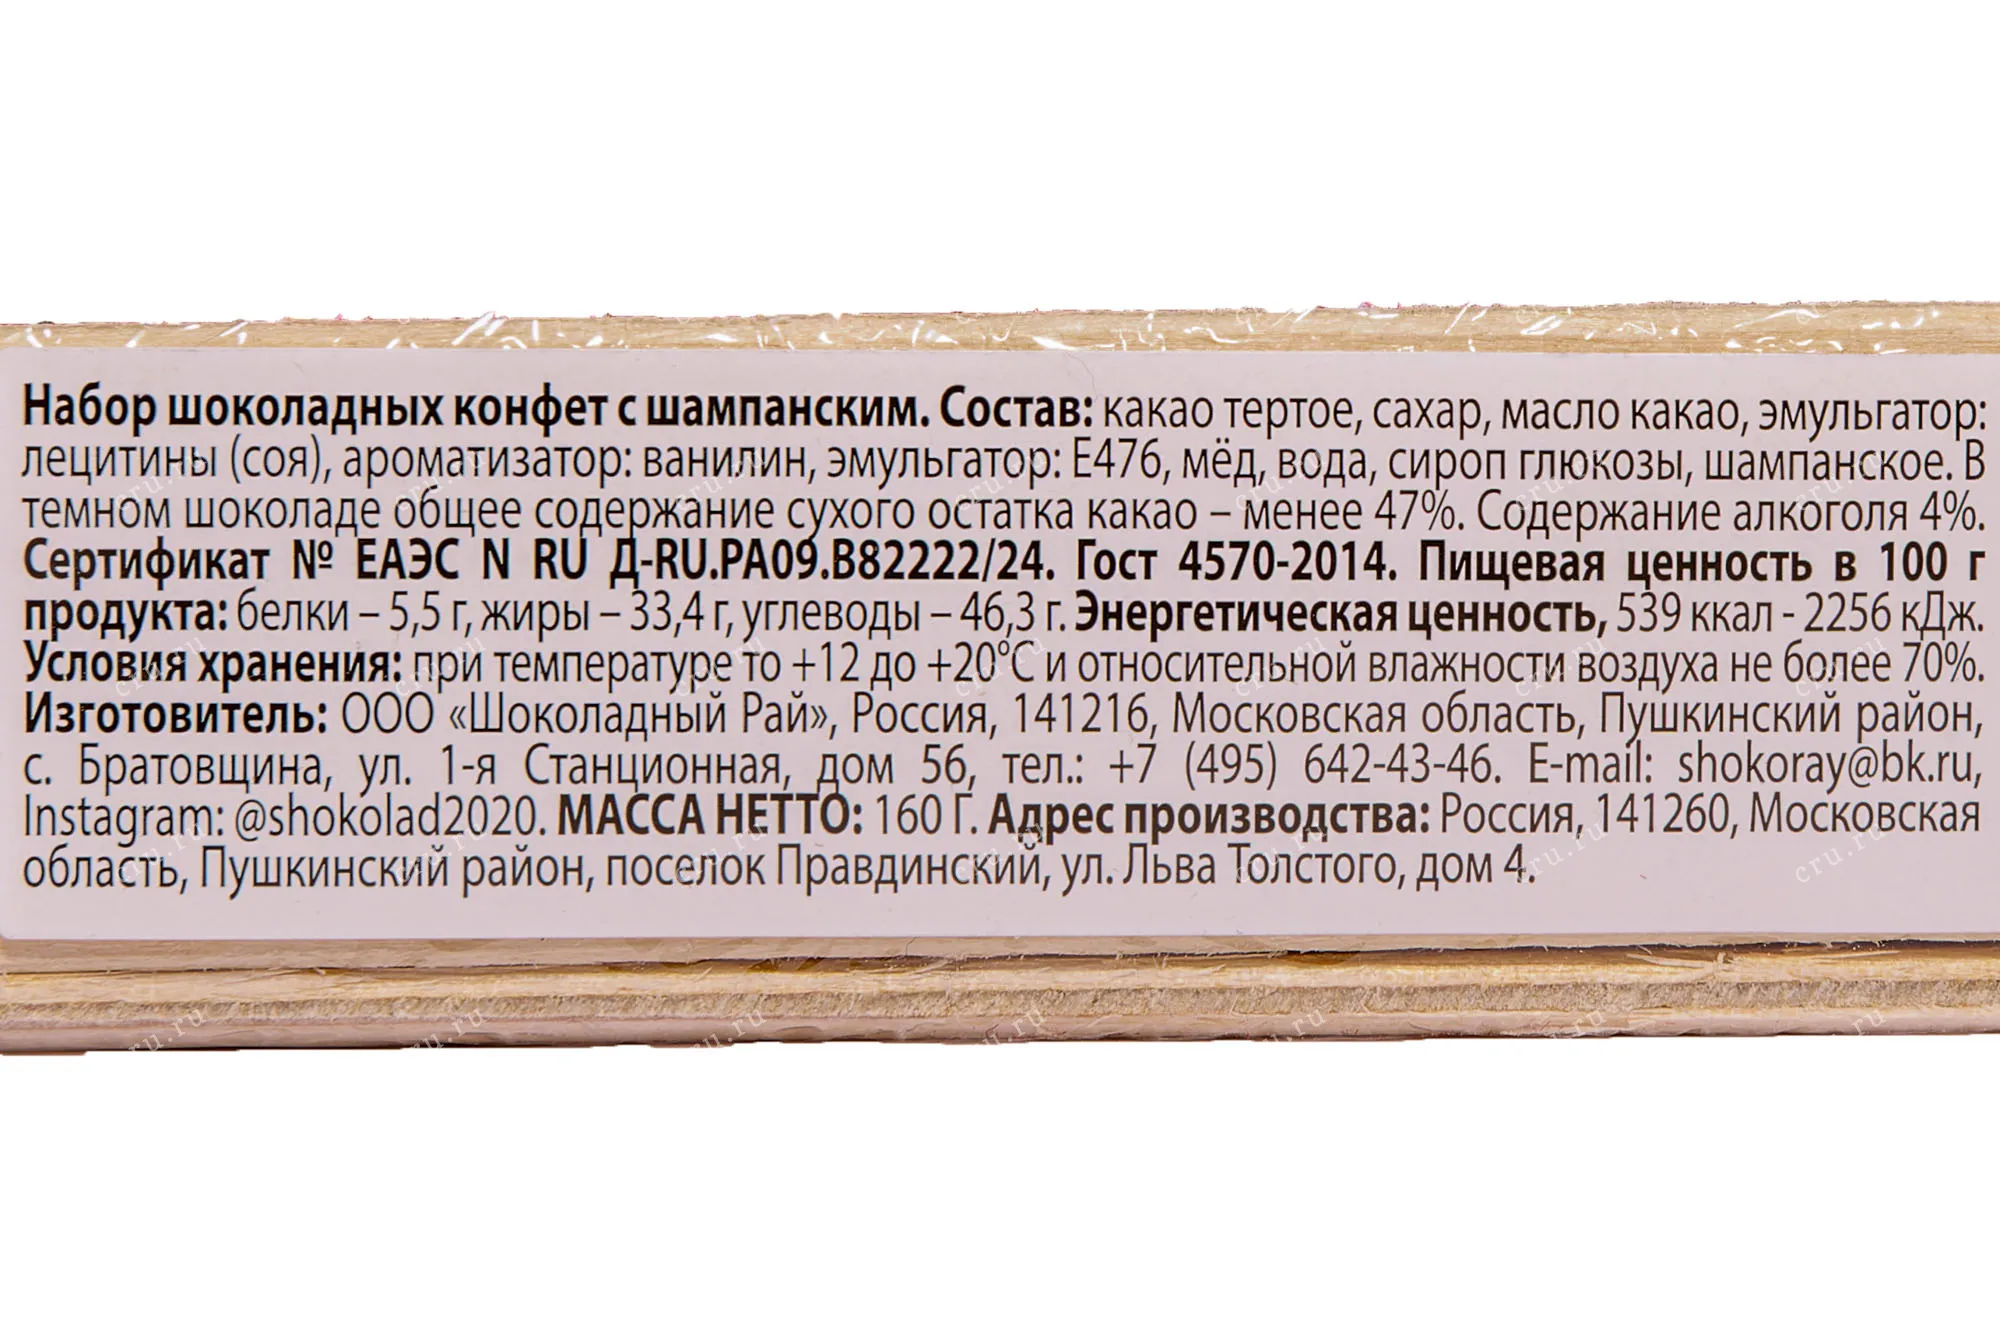 Набор шоколадных конфет с шампанским. Состав: какао тертое, сахар, масло какао, эмульгатор:
лецитины (соя), ароматизатор: ванилин, эмульгатор: Е476, мёд, вода, сироп глюкозы, шампанское. В
темном шоколаде общее содержание сухого остатка какао – менее 47%. Содержание алкоголя 4%.
Сертификат № ЕАЭС N RU Д-RU.РА09.В82222/24. Гост 4570-2014. Пищевая ценность в 100 г
продукта: белки – 5,5 г, жиры – 33,4 г, углеводы – 46,3 г. Энергетическая ценность, 539 ккал - 2256 кДж.
Условия хранения: при температуре то +12 до +20°С и относительной влажности воздуха не более 70%.
Изготовитель: ООО «Шоколадный Рай», Россия, 141216, Московская область, Пушкинский район,
с. Братовщина, ул. 1-я Станционная, дом 56, тел.: +7 (495) 642-43-46. E-mail: shokoray@bk.ru,
Instagram: @shokolad2020. МАССА НЕТТО: 160 Г. Адрес производства: Россия, 141260, Московская
область, Пушкинский район, поселок Правдинский, ул. Льва Толстого, дом 4.
cru.ru